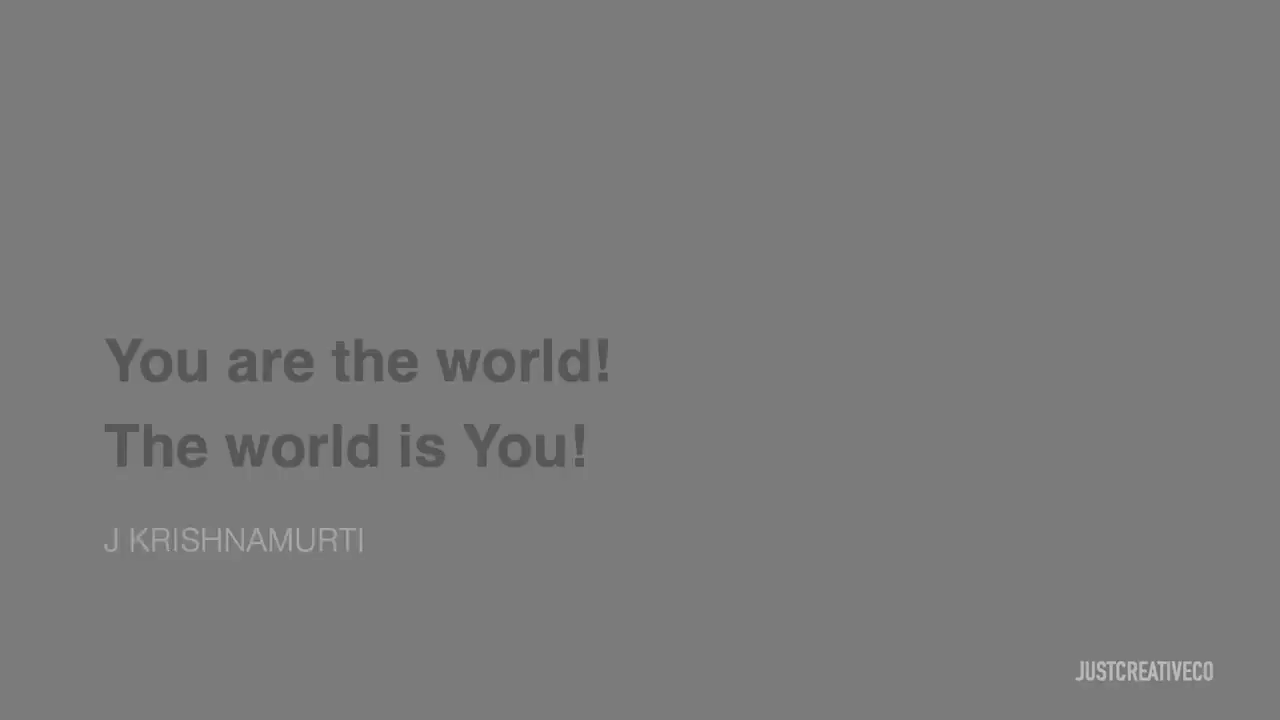 You are the world!
The world is You!
J KRISHNAMURTI
JUSTCREATIVECO